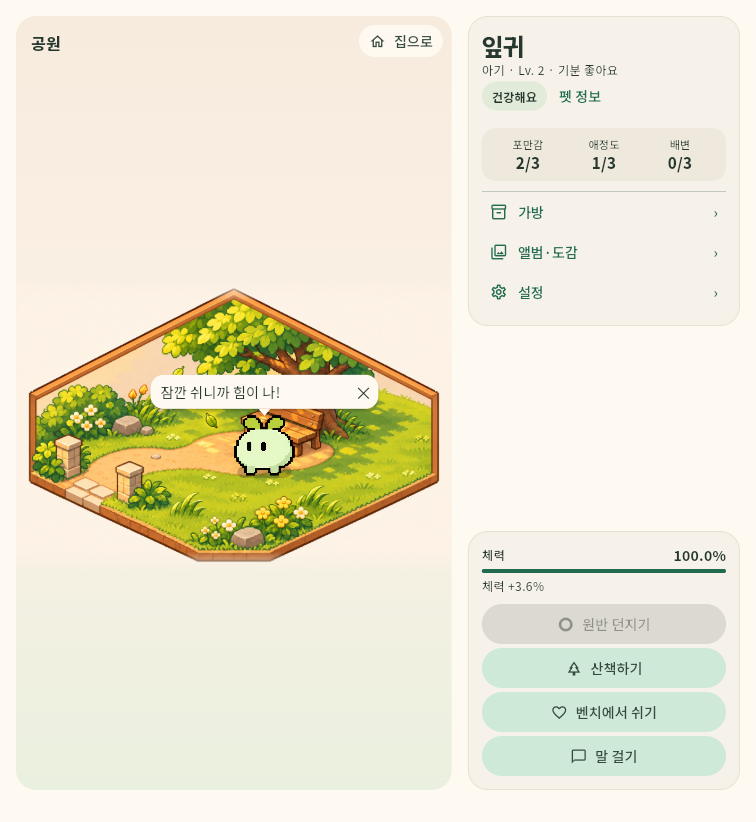 공원
집으로
잠깐 쉬니까 힘이 나!
잎귀
아기 · Lv. 2 · 기분 좋아요
건강해요
펫 정보
포만감 애정도 배변
2/3 1/3 0/3
가방
앨범·도감
설정
체력 100.0%
체력 +3.6%
원반 던지기
산책하기
벤치에서 쉬기
말 걸기